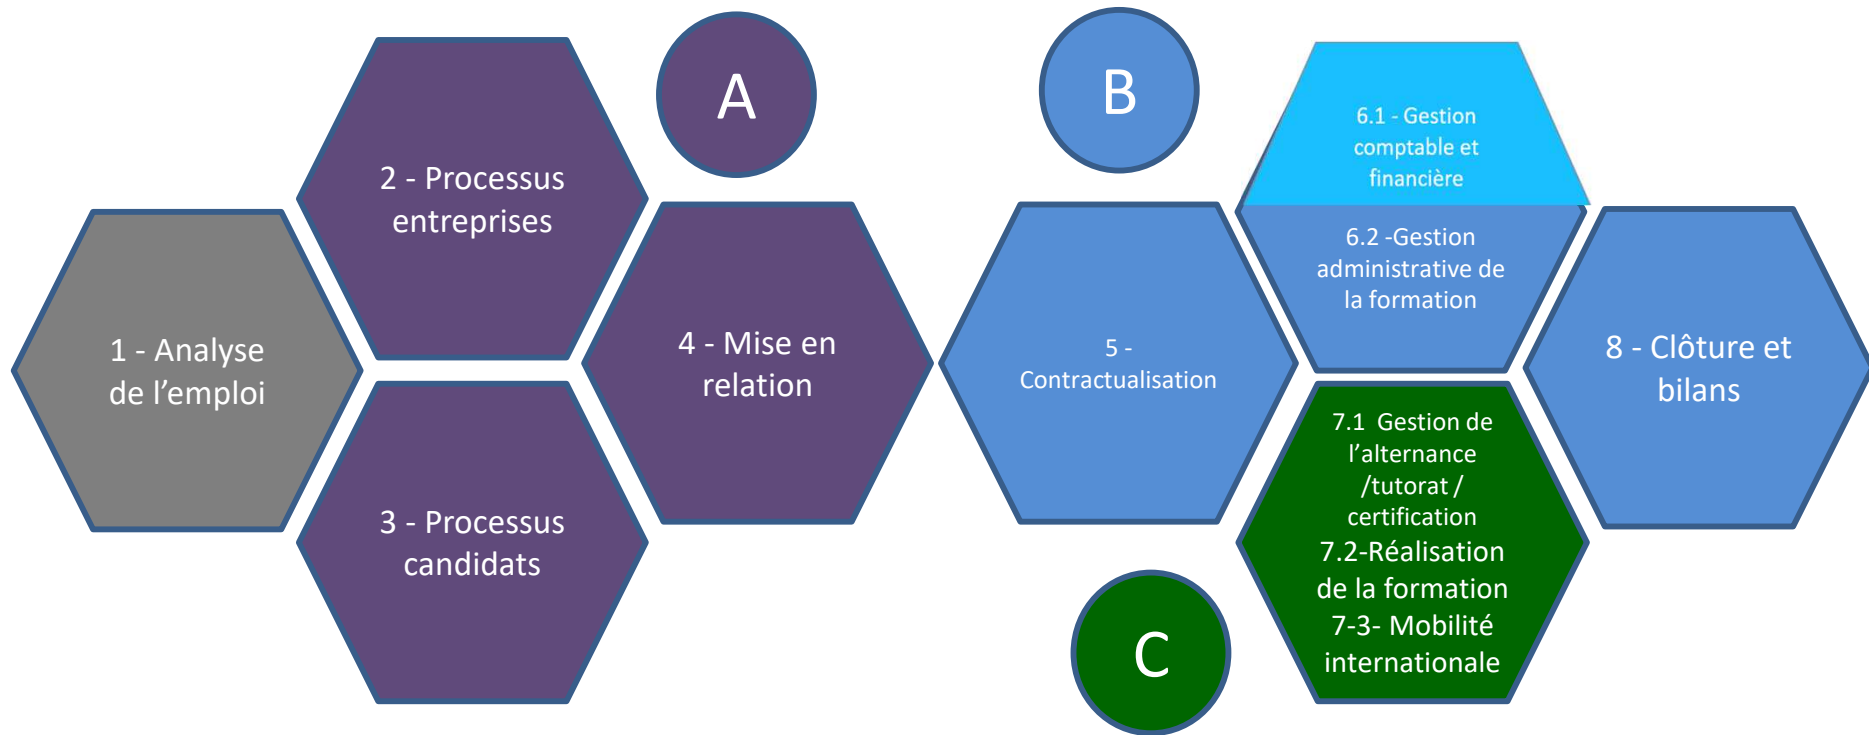 A
B
1 - Analyse
de l’emploi
2 - Processus
entreprises
3 - Processus
candidats
4 - Mise en
relation
5 -
Contractualisation
6.1 - Gestion
comptable et
financière
6.2 -Gestion
administrative de
la formation
7.1 Gestion de
l’alternance
/tutorat /
certification
7.2-Réalisation
de la formation
7-3- Mobilité
internationale
8 - Clôture et
bilans
C